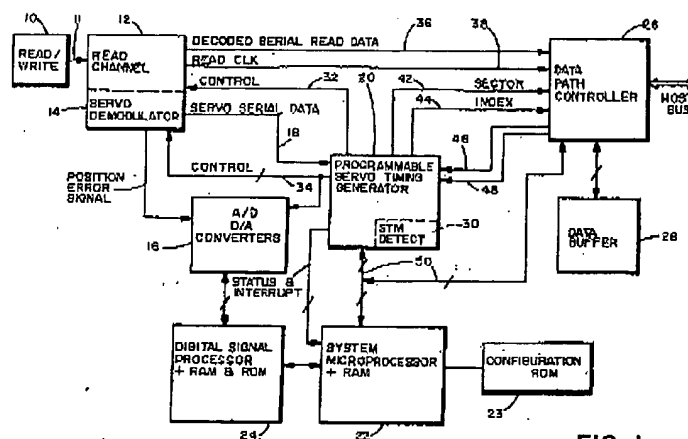 10
READ/
WRITE
11
12
READ
CHANNEL
14
SERVO
DEMODULATOR
DECODED SERIAL READ DATA
36
READ CLK
38
CONTROL
32
20
42
SECTOR
44
INDEX
26
DATA
PATH
CONTROLLER
HOST
BUS
SERVO SERIAL DATA
18
46
48
POSITION
ERROR
SIGNAL
CONTROL
34
PROGRAMMABLE
SERVO TIMING
GENERATOR
STM
DETECT
30
16
A/D
D/A
CONVERTERS
DATA
BUFFER
28
STATUS &
INTERRUPT
50
DIGITAL SIGNAL
PROCESSOR
+ RAM & ROM
24
SYSTEM
MICROPROCESSOR
+ RAM
22
CONFIGURATION
ROM
23